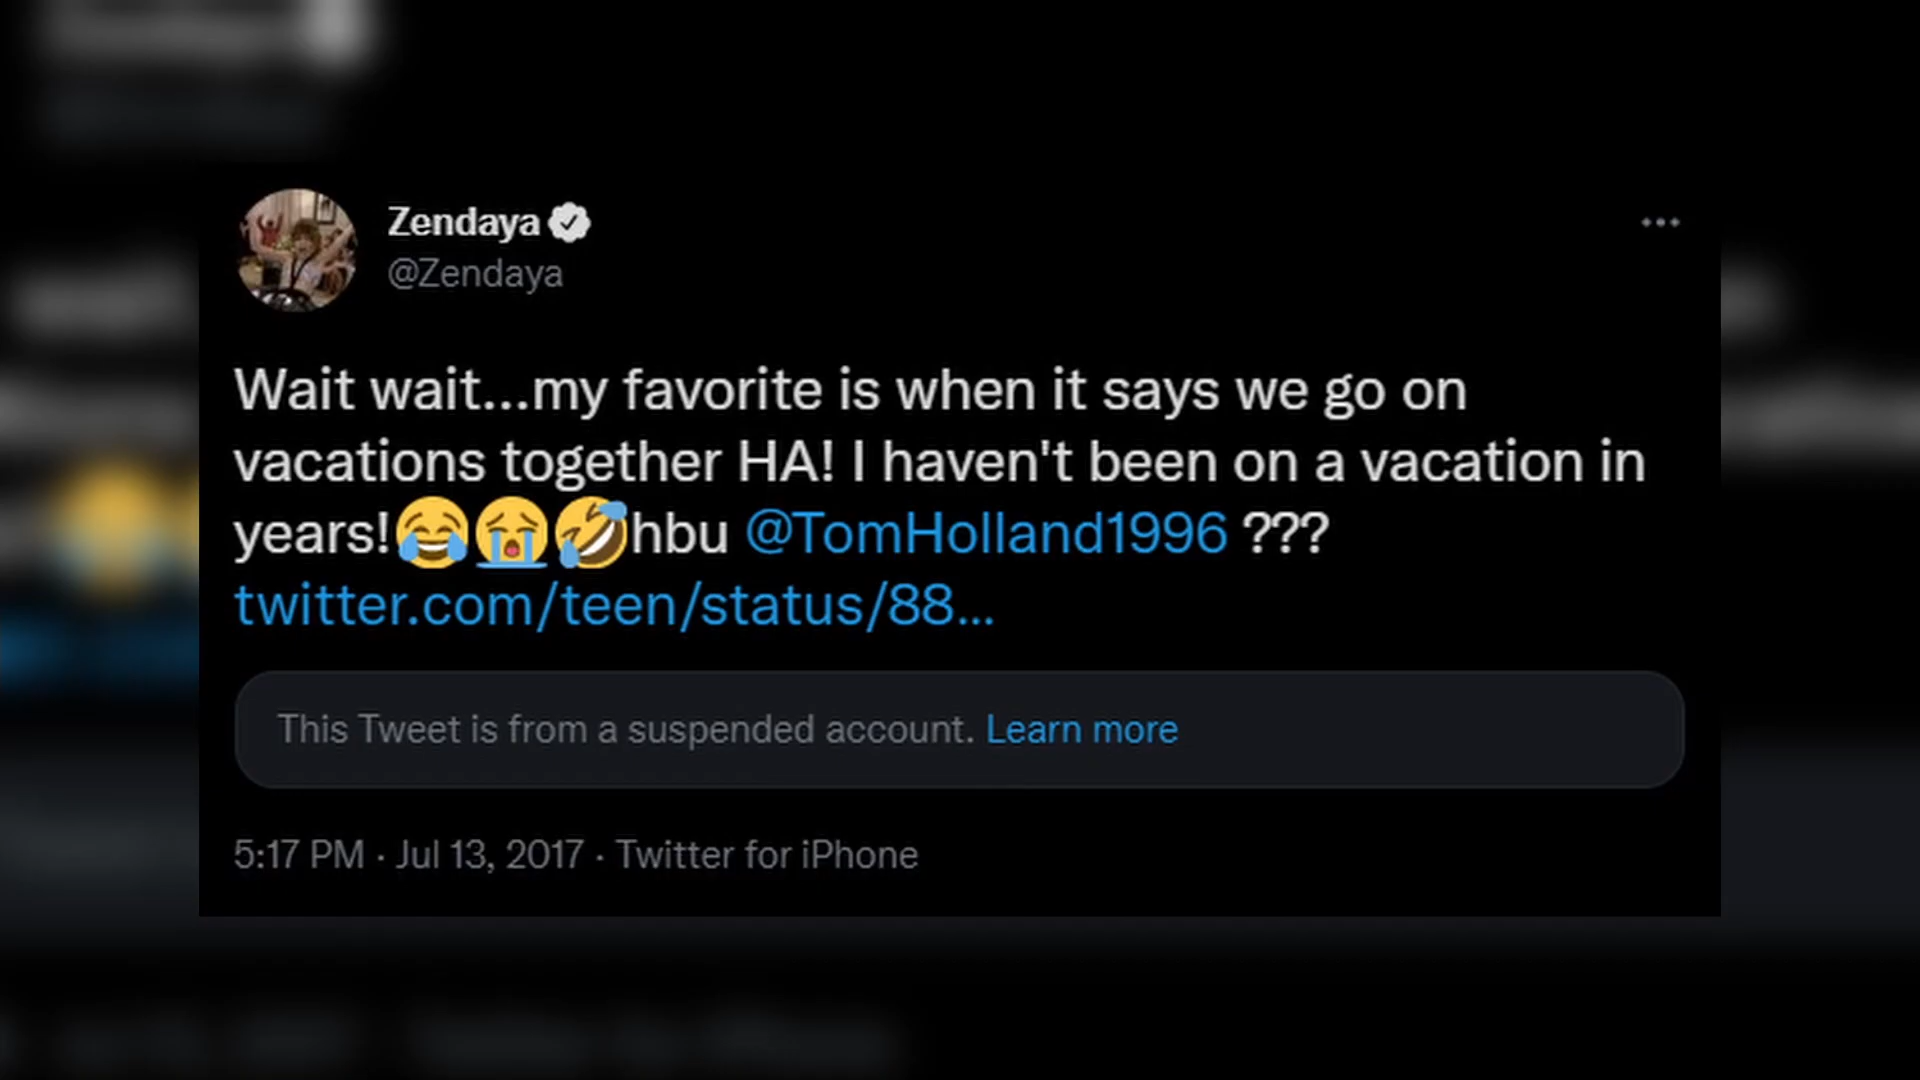 Zendaya
@Zendaya
Wait wait...my favorite is when it says we go on
vacations together HA! I haven't been on a vacation in
years!😂😭🤣hbu @TomHolland1996 ???
twitter.com/teen/status/88...
This Tweet is from a suspended account. Learn more
5:17 PM · Jul 13, 2017 · Twitter for iPhone